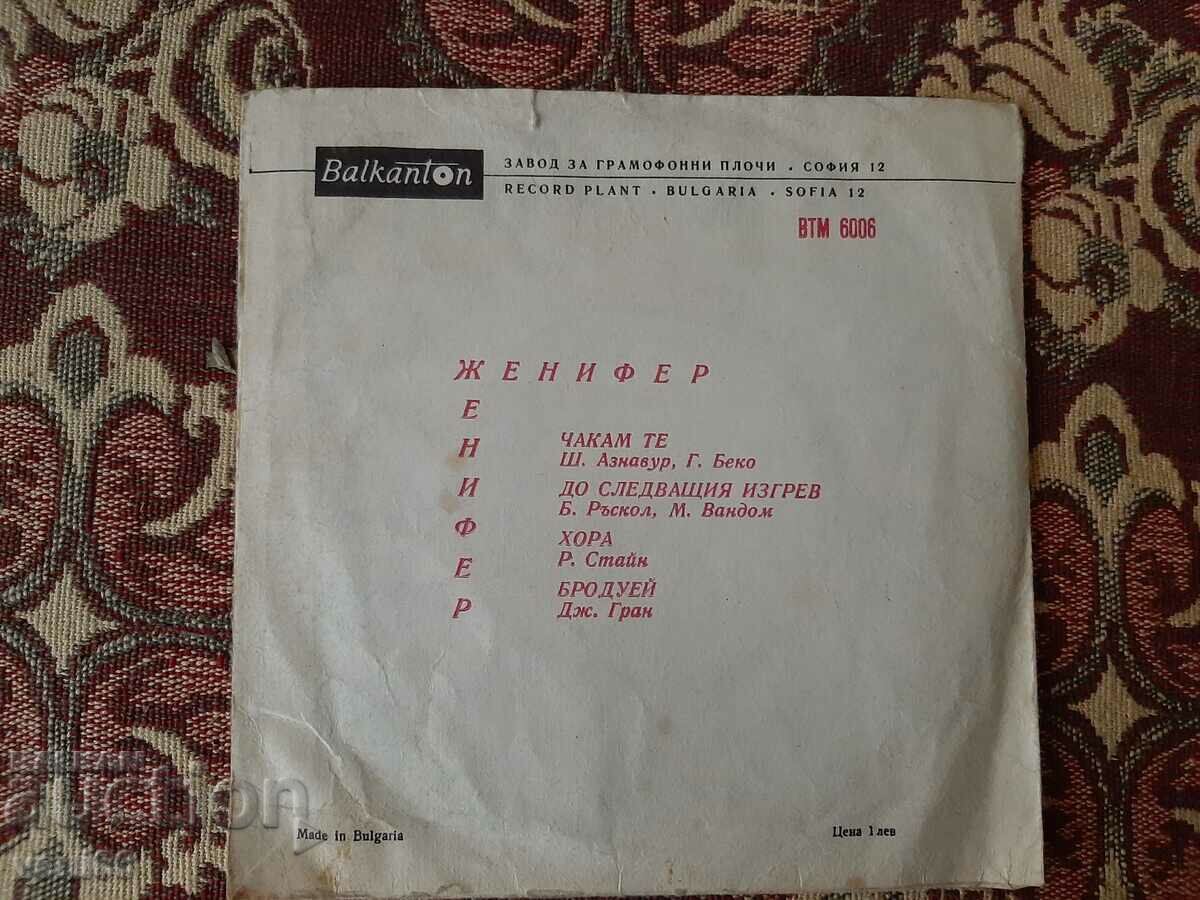 Balkanton
ЗАВОД ЗА ГРАМОФОННИ ПЛОЧИ . СОФИЯ 12
RECORD PLANT . BULGARIA . SOFIA 12
ВТМ 6006
ЖЕНИФЕР
Е
Н
И
Ф
Е
Р
ЧАКАМ ТЕ
Ш. Азнавур, Г. Беко
ДО СЛЕДВАЩИЯ ИЗГРЕВ
Б. Ръскол, М. Вандом
ХОРА
Р. Стайн
БРОДУЕЙ
Дж. Гран
Made in Bulgaria
Цена 1 лев
auction